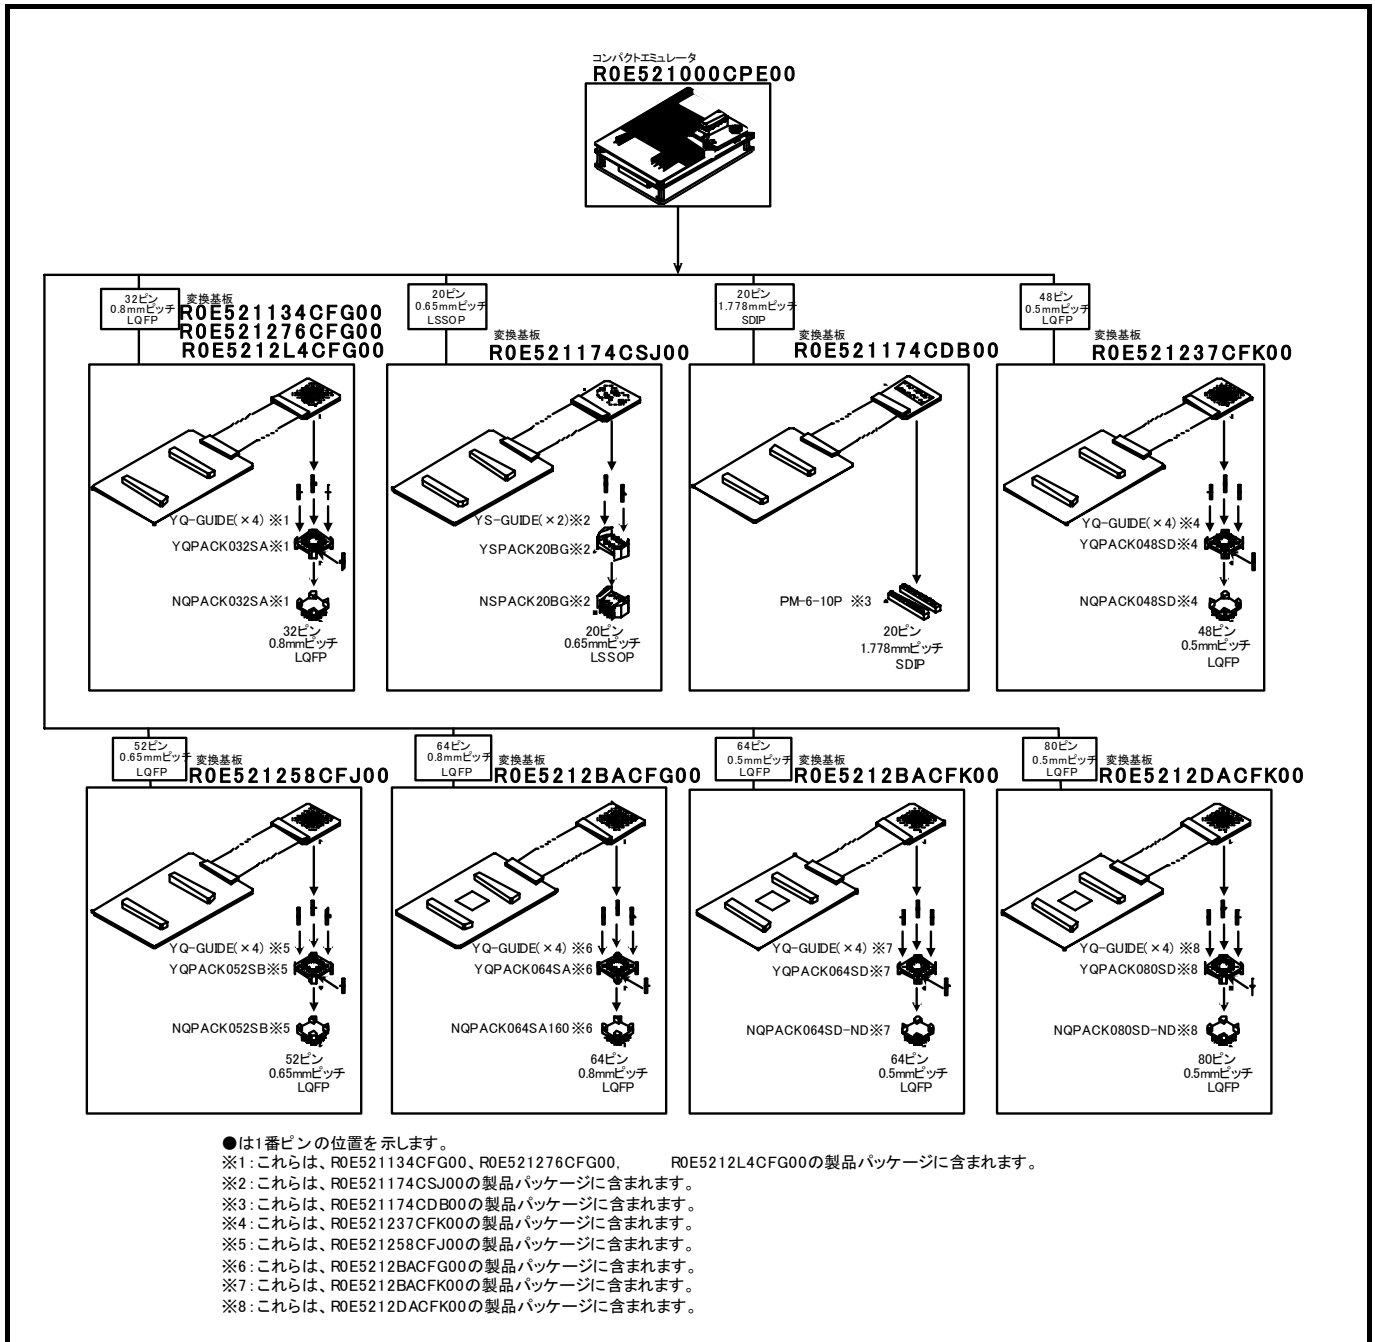 コンパクトエミュレータ
R0E521000CPE00
32ピン
0.8mmピッチ
LQFP
変換基板
R0E521134CFG00
R0E521276CFG00
R0E5212L4CFG00
20ピン
0.65mmピッチ
LSSOP
変換基板
R0E521174CSJ00
20ピン
1.778mmピッチ
SDIP
変換基板
R0E521174CDB00
48ピン
0.5mmピッチ
LQFP
変換基板
R0E521237CFK00
YQ-GUIDE(×4) ※1
YQPACK032SA※1
NQPACK032SA※1
32ピン
0.8mmピッチ
LQFP
YS-GUIDE(×2)※2
YSPACK20BG※2
NSPACK20BG※2
20ピン
0.65mmピッチ
LSSOP
PM-6-10P ※3
20ピン
1.778mmピッチ
SDIP
YQ-GUIDE(×4)※4
YQPACK048SD※4
NQPACK048SD※4
48ピン
0.5mmピッチ
LQFP
52ピン
0.65mmピッチ
LQFP
変換基板
R0E521258CFJ00
64ピン
0.8mmピッチ
LQFP
変換基板
R0E5212BACFG00
64ピン
0.5mmピッチ
LQFP
変換基板
R0E5212BACFK00
80ピン
0.5mmピッチ
LQFP
変換基板
R0E5212DACFK00
YQ-GUIDE(×4) ※5
YQPACK052SB※5
NQPACK052SB※5
52ピン
0.65mmピッチ
LQFP
YQ-GUIDE(×4) ※6
YQPACK064SA※6
NQPACK064SA160※6
64ピン
0.8mmピッチ
LQFP
YQ-GUIDE(×4) ※7
YQPACK064SD※7
NQPACK064SD-ND※7
64ピン
0.5mmピッチ
LQFP
YQ-GUIDE(×4) ※8
YQPACK080SD※8
NQPACK080SD-ND※8
80ピン
0.5mmピッチ
LQFP
●は1番ピンの位置を示します。
※1:これらは、R0E521134CFG00、R0E521276CFG00, R0E5212L4CFG00の製品パッケージに含まれます。
※2:これらは、R0E521174CSJ00の製品パッケージに含まれます。
※3:これらは、R0E521174CDB00の製品パッケージに含まれます。
※4:これらは、R0E521237CFK00の製品パッケージに含まれます。
※5:これらは、R0E521258CFJ00の製品パッケージに含まれます。
※6:これらは、R0E5212BACFG00の製品パッケージに含まれます。
※7:これらは、R0E5212BACFK00の製品パッケージに含まれます。
※8:これらは、R0E5212DACFK00の製品パッケージに含まれます。